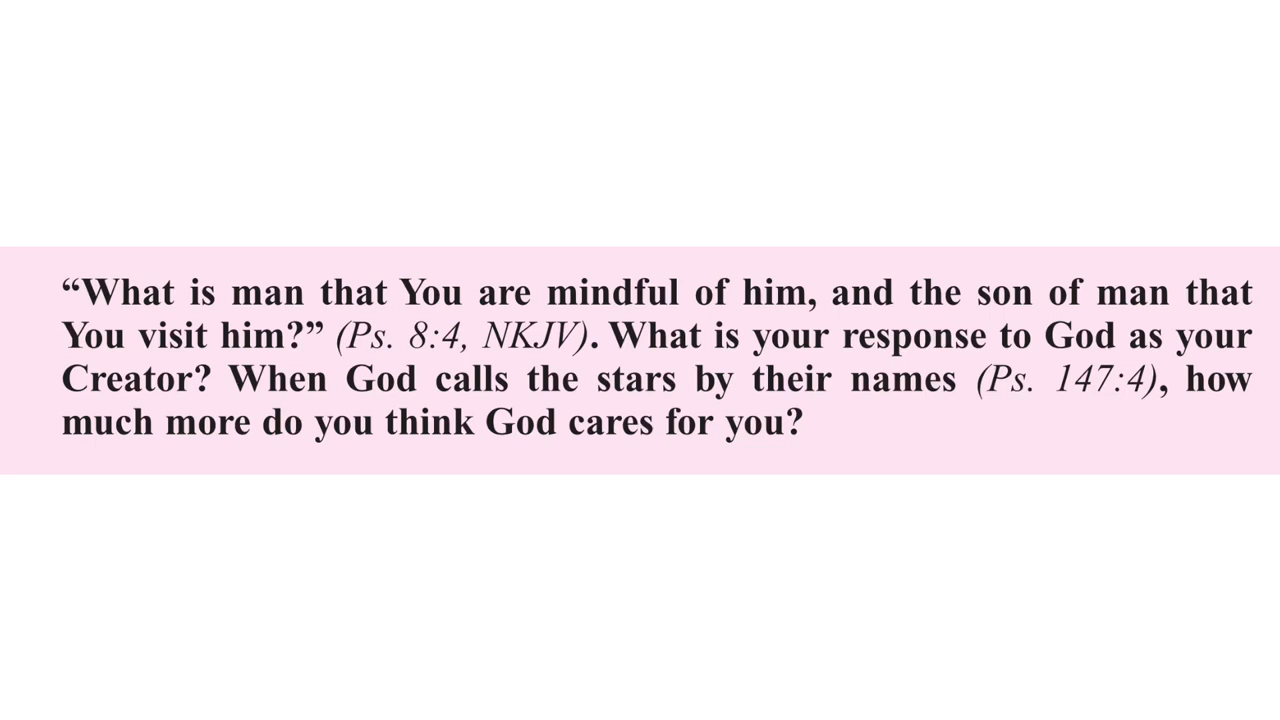 “What is man that You are mindful of him, and the son of man that
You visit him?” (Ps. 8:4, NKJV). What is your response to God as your
Creator? When God calls the stars by their names (Ps. 147:4), how
much more do you think God cares for you?